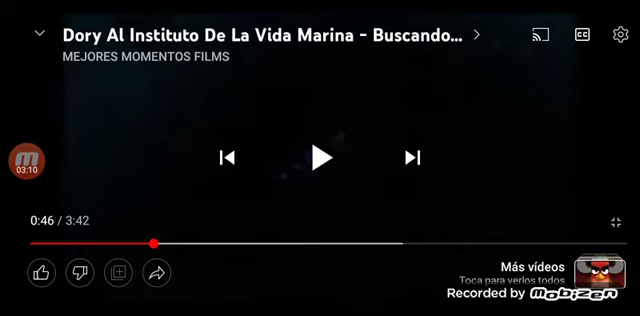 Dory Al Instituto De La Vida Marina - Buscando...
MEJORES MOMENTOS FILMS
CC
03:10
0:46 / 3:42
Más vídeos
Toca para verlos todos
Recorded by mobizen